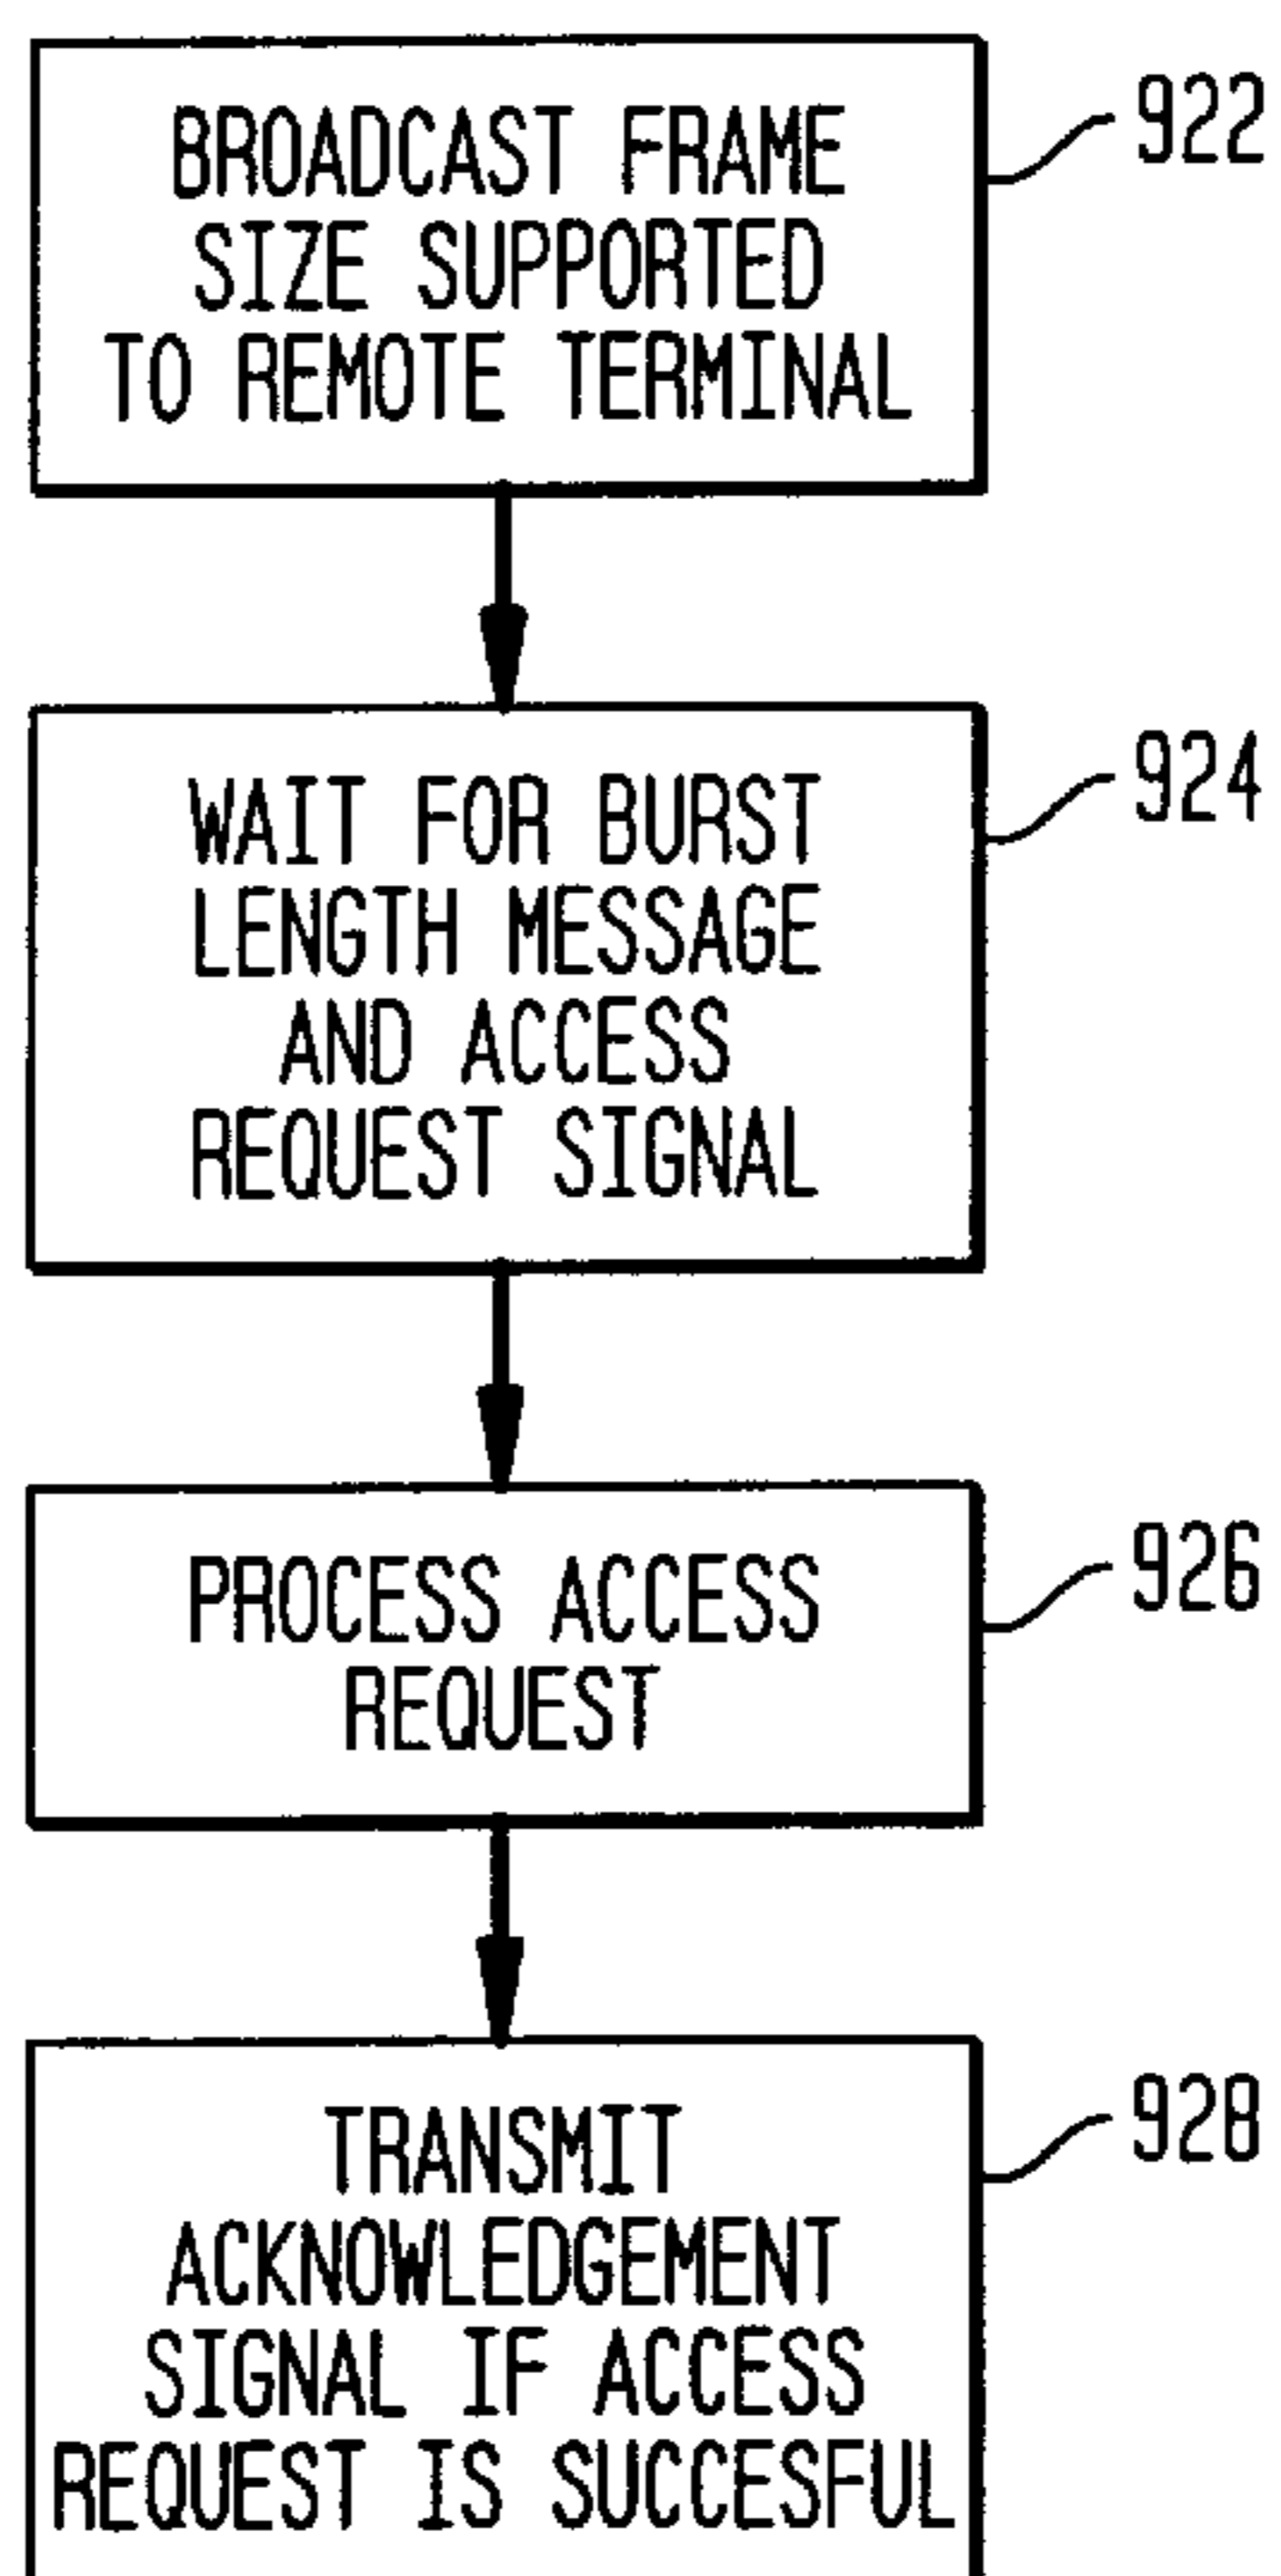 BROADCAST FRAME
SIZE SUPPORTED
TO REMOTE TERMINAL
922
WAIT FOR BURST
LENGTH MESSAGE
AND ACCESS
REQUEST SIGNAL
924
PROCESS ACCESS
REQUEST
926
TRANSMIT
ACKNOWLEDGEMENT
SIGNAL IF ACCESS
REQUEST IS SUCCESFUL
928